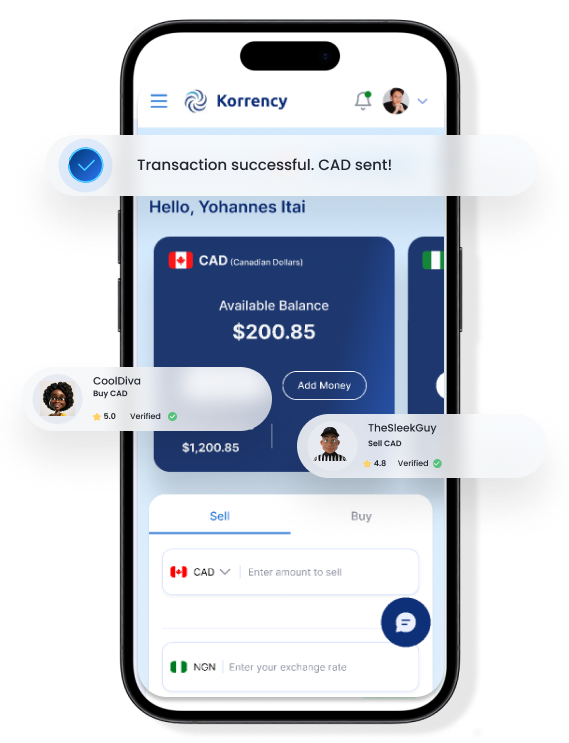 Korrency
Transaction successful. CAD sent!
Hello, Yohannes Itai
CAD (Canadian Dollars)
Available Balance
$200.85
Add Money
CoolDiva
Buy CAD
5.0 Verified
$1,200.85
TheSleekGuy
Sell CAD
4.8 Verified
Sell Buy
CAD Enter amount to sell
NGN Enter your exchange rate